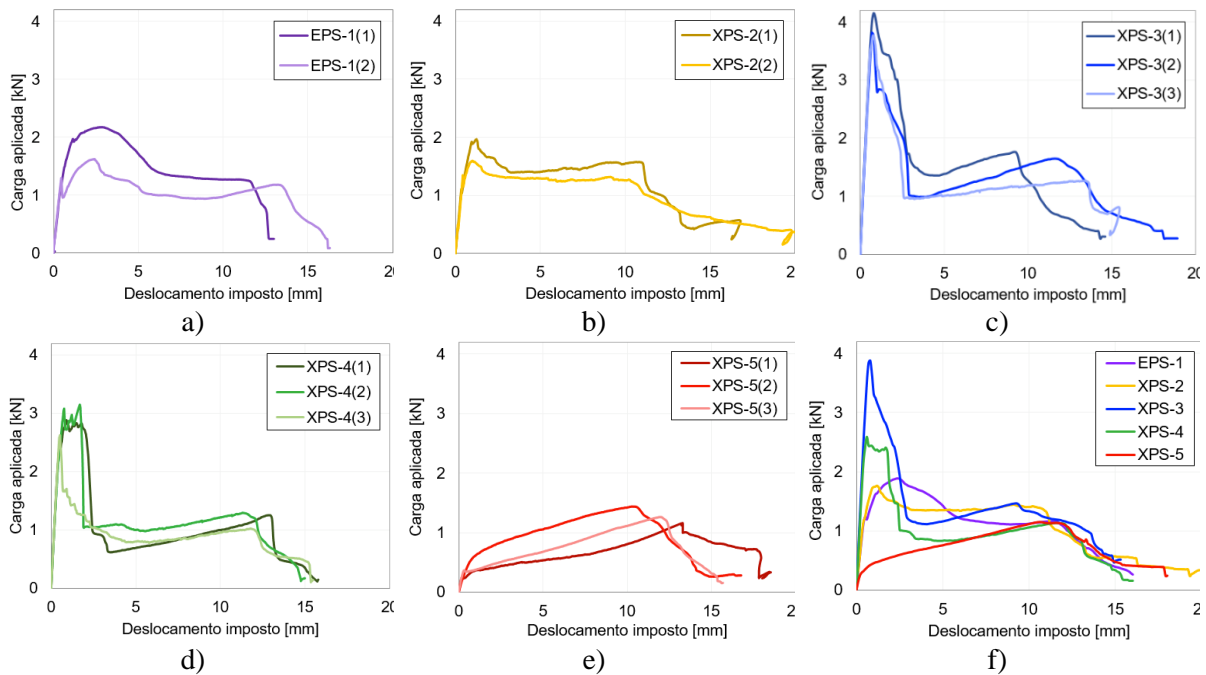 4
3
2
1
0
Carga aplicada [kN]
EPS-1(1)
EPS-1(2)
0 5 10 15 20
Deslocamento imposto [mm]
a)
4
3
2
1
0
Carga aplicada [kN]
XPS-2(1)
XPS-2(2)
0 5 10 15 20
Deslocamento imposto [mm]
b)
4
3
2
1
0
Carga aplicada [kN]
XPS-3(1)
XPS-3(2)
XPS-3(3)
0 5 10 15 20
Deslocamento imposto [mm]
c)
4
3
2
1
0
Carga aplicada [kN]
XPS-4(1)
XPS-4(2)
XPS-4(3)
0 5 10 15 20
Deslocamento imposto [mm]
d)
4
3
2
1
0
Carga aplicada [kN]
XPS-5(1)
XPS-5(2)
XPS-5(3)
0 5 10 15 2
Deslocamento imposto [mm]
e)
4
3
2
1
0
Carga aplicada [kN]
EPS-1
XPS-2
XPS-3
XPS-4
XPS-5
0 5 10 15 20
Deslocamento imposto [mm]
f)